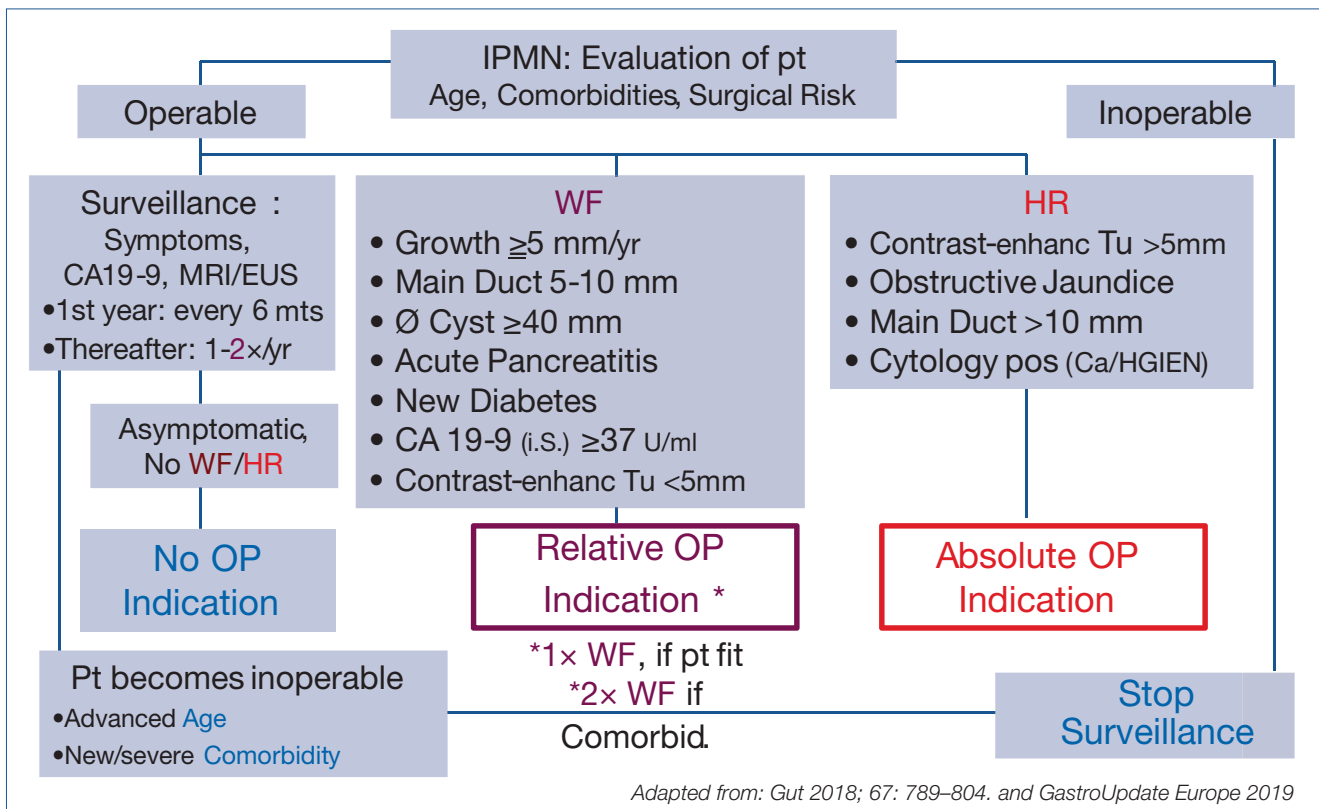 IPMN: Evaluation of pt
Age, Comorbidities, Surgical Risk
Operable
Inoperable
Surveillance :
Symptoms,
CA19-9, MRI/EUS
•1st year: every 6 mts
•Thereafter: 1-2×/yr
WF
• Growth ≧5 mm/yr
• Main Duct 5-10 mm
• Ø Cyst ≥40 mm
• Acute Pancreatitis
• New Diabetes
• CA 19-9 (i.S.) ≥37 U/ml
• Contrast-enhanc Tu <5mm
HR
• Contrast-enhanc Tu >5mm
• Obstructive Jaundice
• Main Duct >10 mm
• Cytology pos (Ca/HGIEN)
Asymptomatic,
No WF/HR
No OP
Indication
Relative OP
Indication *
Absolute OP
Indication
*1× WF, if pt fit
*2× WF if
Comorbid.
Pt becomes inoperable
•Advanced Age
•New/severe Comorbidity
Stop
Surveillance
Adapted from: Gut 2018; 67: 789–804. and GastroUpdate Europe 2019